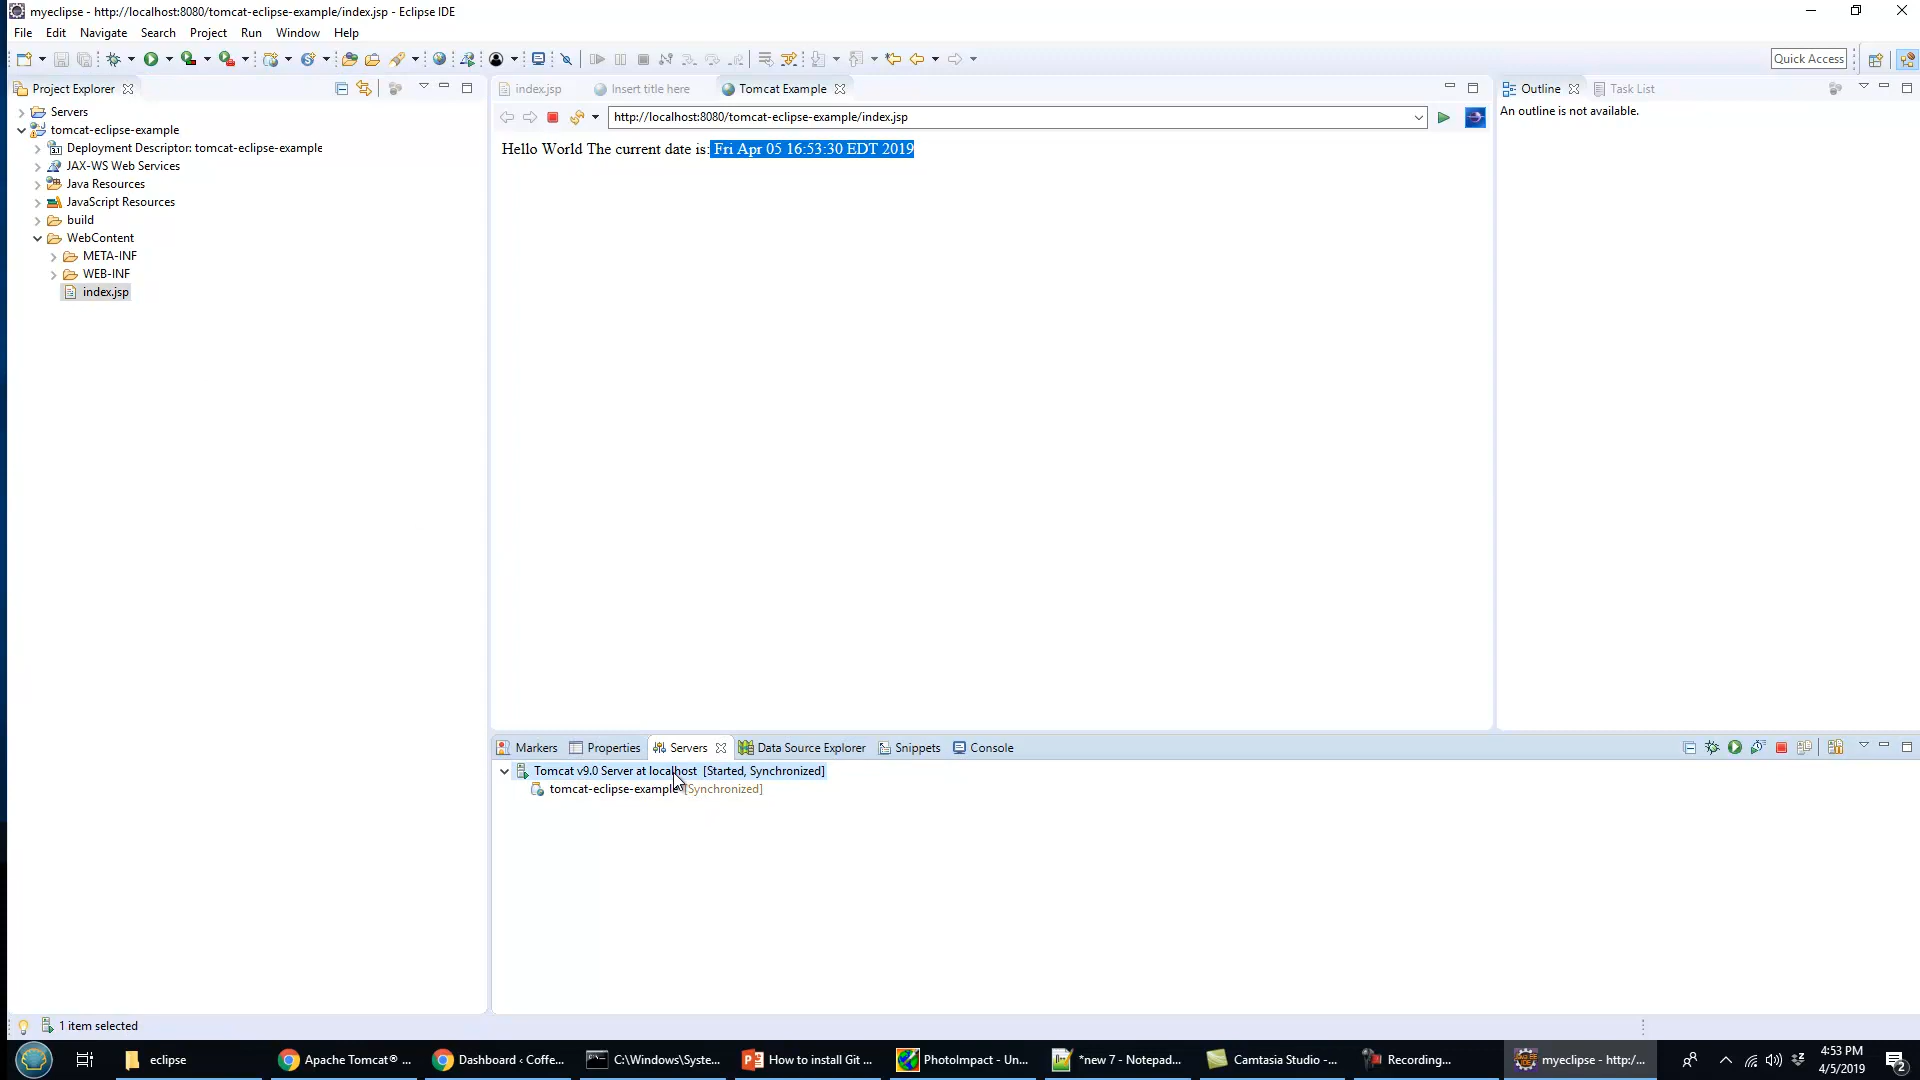 myeclipse - http://localhost:8080/tomcat-eclipse-example/index.jsp - Eclipse IDE
File Edit Navigate Search Project Run Window Help
Quick Access
Project Explorer
index.jsp Insert title here Tomcat Example
Outline Task List
Servers
tomcat-eclipse-example
Deployment Descriptor: tomcat-eclipse-example
JAX-WS Web Services
Java Resources
JavaScript Resources
build
WebContent
META-INF
WEB-INF
index.jsp
http://localhost:8080/tomcat-eclipse-example/index.jsp
Hello World The current date is: Fri Apr 05 16:53:30 EDT 2019
An outline is not available.
Markers Properties Servers Data Source Explorer Snippets Console
Tomcat v9.0 Server at localhost [Started, Synchronized]
tomcat-eclipse-example [Synchronized]
1 item selected
eclipse
Apache Tomcat® ...
Dashboard ‹ Coffe...
C:\Windows\Syste...
How to install Git ...
PhotoImpact - Un...
*new 7 - Notepad...
Camtasia Studio -...
Recording...
myeclipse - http:/...
4:53 PM
4/5/2019
2